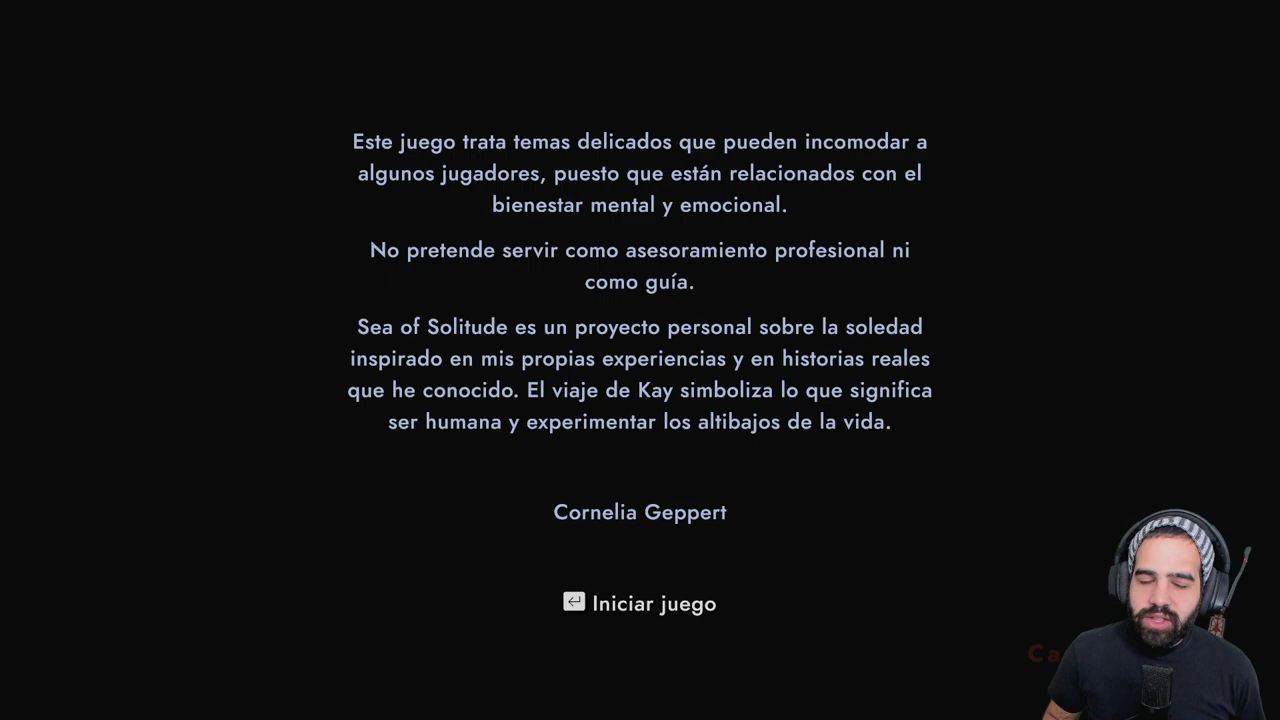 Este juego trata temas delicados que pueden incomodar a
algunos jugadores, puesto que están relacionados con el
bienestar mental y emocional.
No pretende servir como asesoramiento profesional ni
como guía.
Sea of Solitude es un proyecto personal sobre la soledad
inspirado en mis propias experiencias y en historias reales
que he conocido. El viaje de Kay simboliza lo que significa
ser humana y experimentar los altibajos de la vida.
Cornelia Geppert
Iniciar juego